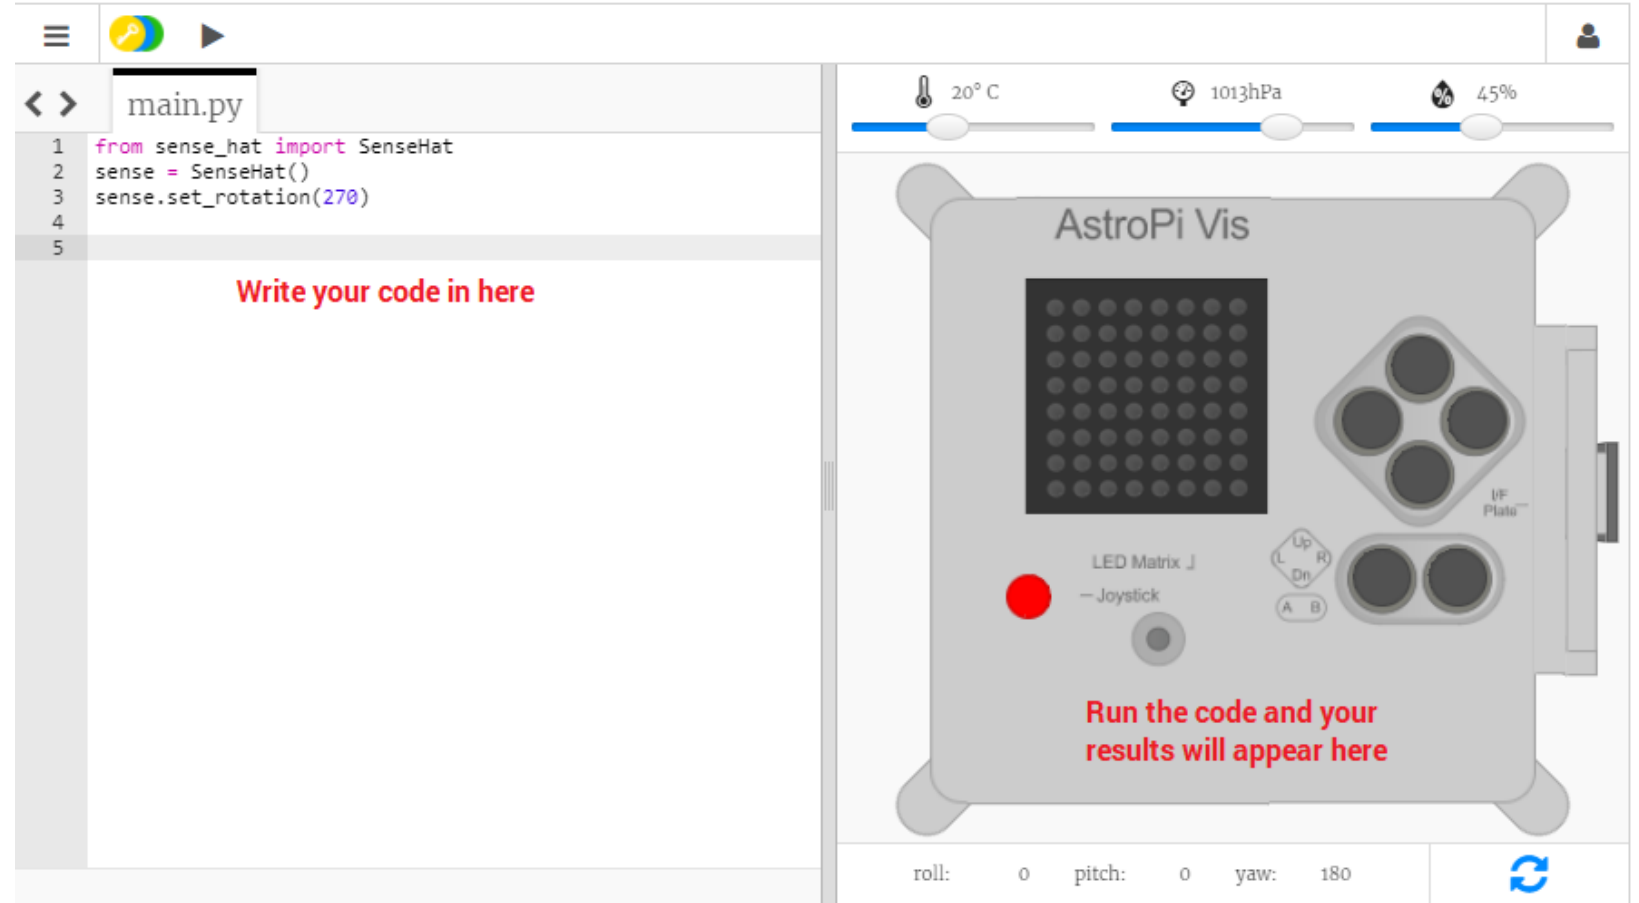 main.py
1 from sense_hat import SenseHat
2 sense = SenseHat()
3 sense.set_rotation(270)
4
5
Write your code in here
20° C
1013hPa
45%
%
AstroPi Vis
I/F
Plate
LED Matrix
Joystick
Up
L R
Dn
A B
Run the code and your
results will appear here
roll: 0 pitch: 0 yaw: 180